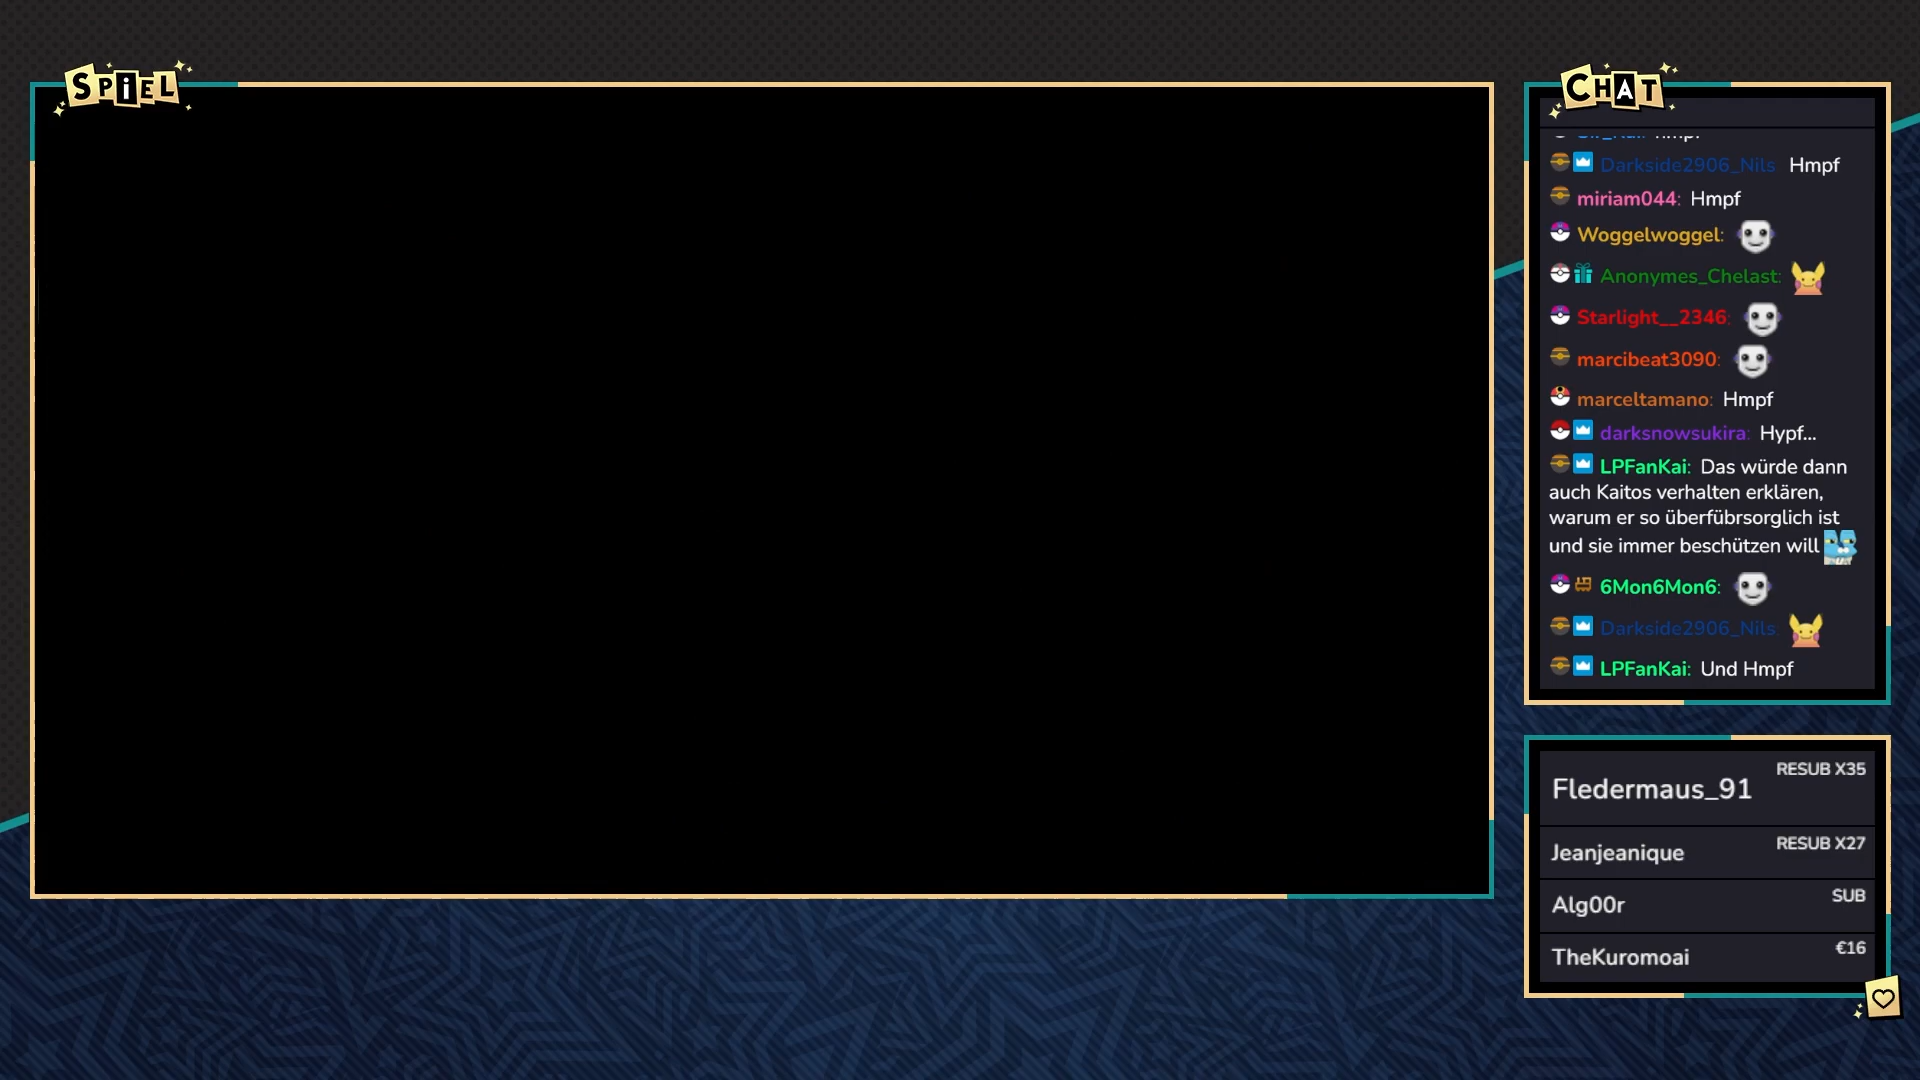 SPiEL
CHAT
Darkside2906_Nils Hmpf
miriam044: Hmpf
Woggelwoggel:
Anonymes_Chelast:
Starlight__2346:
marcibeat3090:
marceltamano: Hmpf
darksnowsukira: Hypf...
LPFanKai: Das würde dann
auch Kaitos verhalten erklären,
warum er so überfübrsorglich ist
und sie immer beschützen will
6Mon6Mon6:
Darkside2906_Nils
LPFanKai: Und Hmpf
RESUB X35
Fledermaus_91
RESUB X27
Jeanjeanique
SUB
Alg00r
€16
TheKuromoai